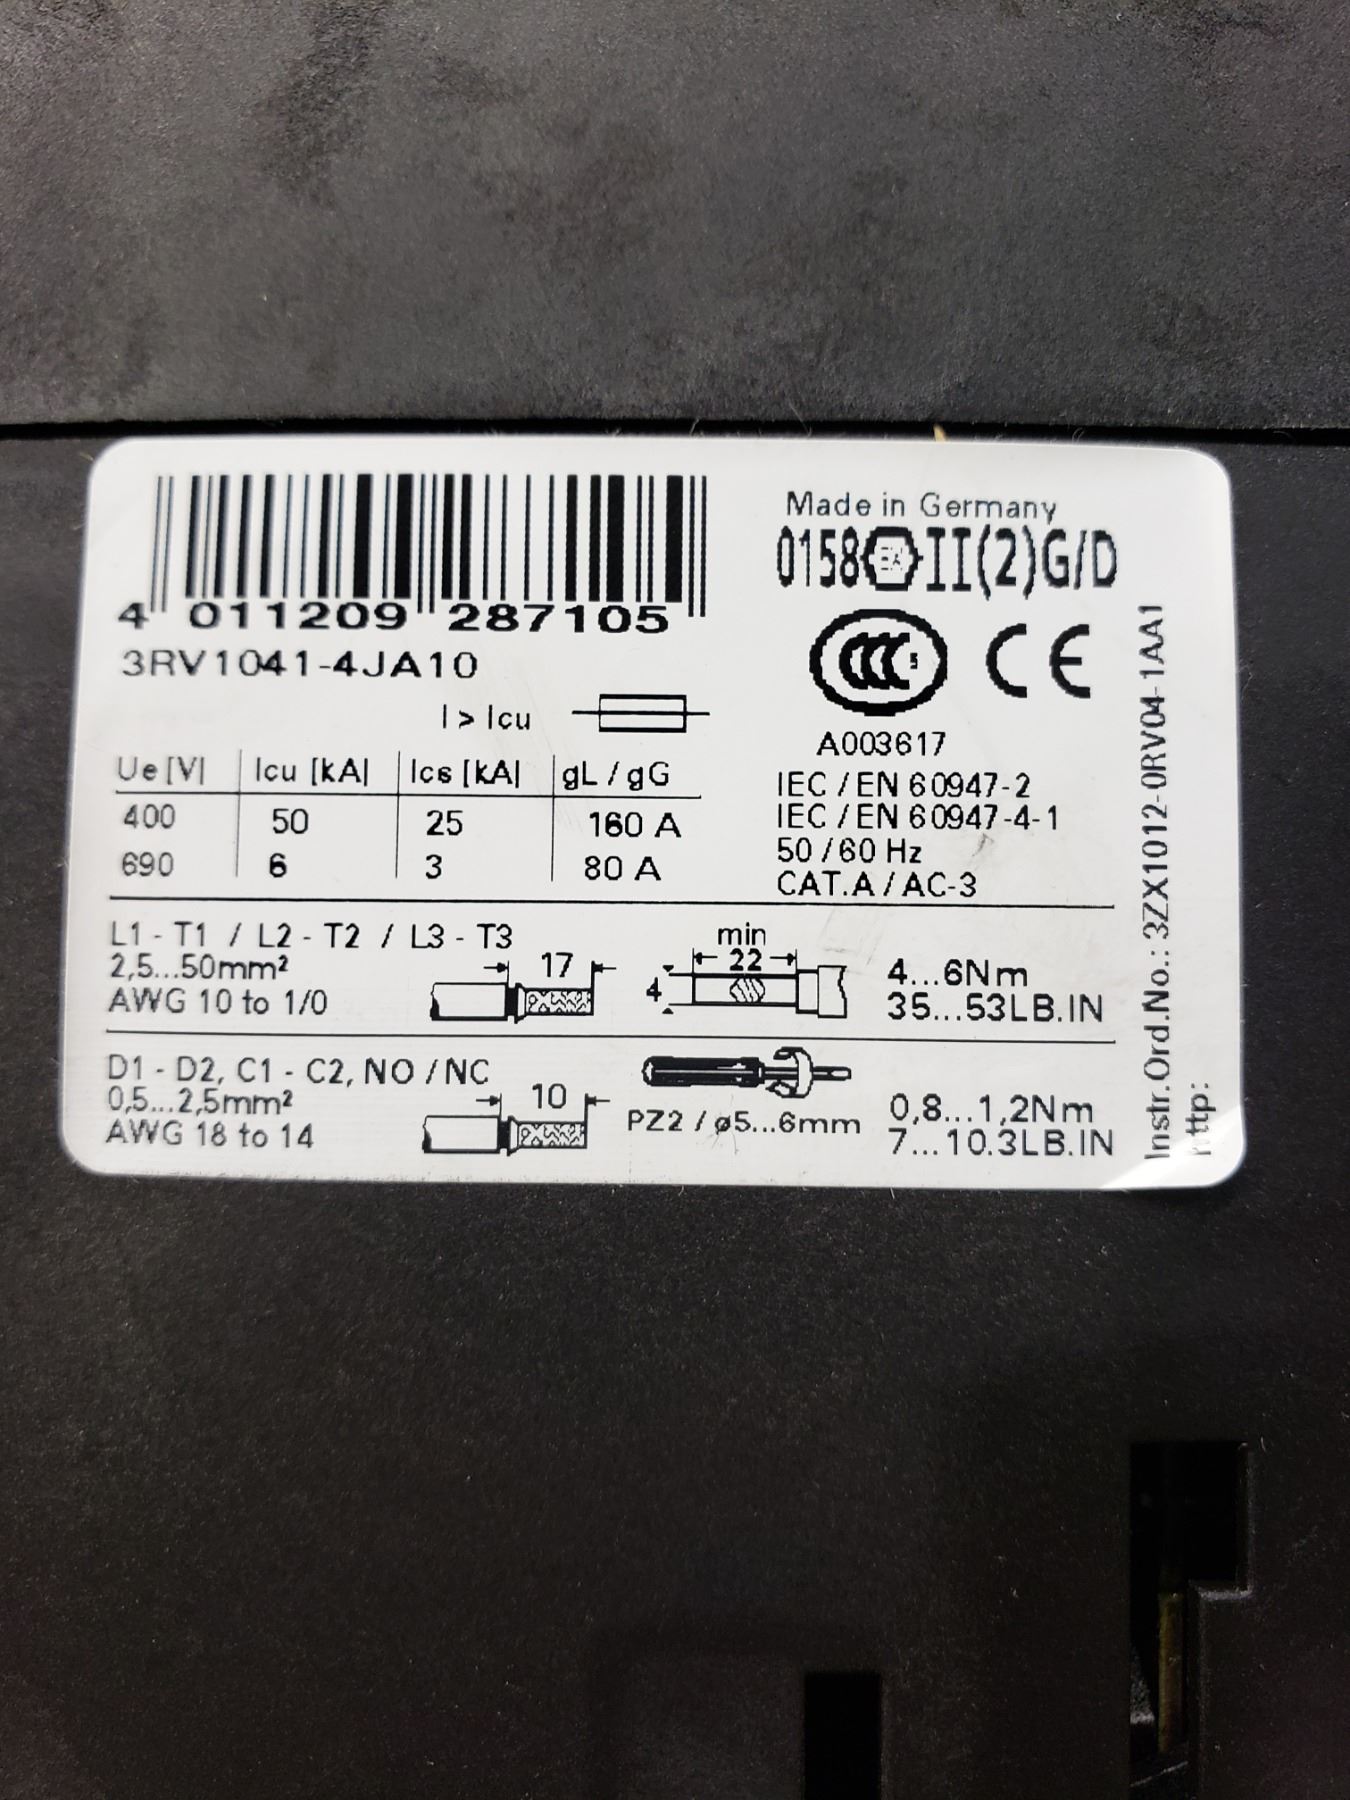 4 011209 287105
3RV1041-4JA10
I > Icu
Ue [V] Icu [kA] Ics [kA] gL / gG
400 50 25 160 A
690 6 3 80 A
Made in Germany
0158 Ex II(2)G/D
CCC S CE
A003617
IEC / EN 60947-2
IEC / EN 60947-4-1
50 / 60 Hz
CAT.A / AC-3
L1 - T1 / L2 - T2 / L3 - T3
2,5...50mm²
AWG 10 to 1/0
17
min
22
4
4...6Nm
35...53LB.IN
D1 - D2, C1 - C2, NO / NC
0,5...2,5mm²
AWG 18 to 14
10
PZ2 / ø5...6mm
0,8...1,2Nm
7...10.3LB.IN
Instr.Ord.No.: 3ZX1012-0RV04-1AA1
http: